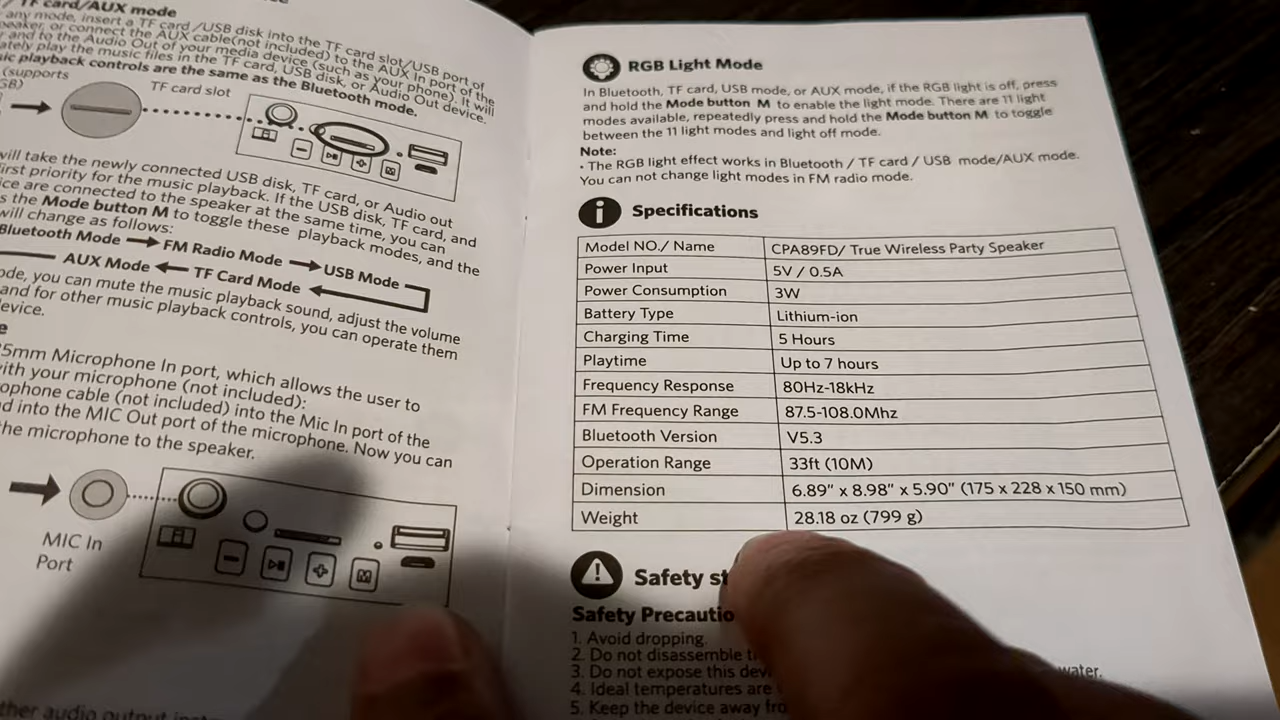 TF card/AUX mode
any mode, insert a TF card /USB disk into the TF card slot/USB port of
or connect the AUX cable(not included) to the AUX In port of the
and to the Audio Out of your media device (such as your phone). It will
play the music files in the TF card, USB disk, or Audio Out device.
playback controls are the same as the Bluetooth mode.
(supports
TF card slot
will take the newly connected USB disk, TF card, or Audio out
first priority for the music playback. If the USB disk, TF card, and
are connected to the speaker at the same time, you can
the Mode button M to toggle these playback modes, and the
will change as follows:
Bluetooth Mode FM Radio Mode USB Mode
AUX Mode TF Card Mode
you can mute the music playback sound, adjust the volume
and for other music playback controls, you can operate them
5mm Microphone In port, which allows the user to
with your microphone (not included):
cable (not included) into the Mic In port of the
into the MIC Out port of the microphone. Now you can
the microphone to the speaker.
MIC In
Port
audio output
RGB Light Mode
In Bluetooth, TF card, USB mode, or AUX mode, if the RGB light is off, press
and hold the Mode button M to enable the light mode. There are 11 light
modes available, repeatedly press and hold the Mode button M to toggle
between the 11 light modes and light off mode.
Note:
• The RGB light effect works in Bluetooth / TF card / USB mode/AUX mode.
You can not change light modes in FM radio mode.
Specifications
Model NO./ Name CPA89FD/ True Wireless Party Speaker
Power Input 5V / 0.5A
Power Consumption 3W
Battery Type Lithium-ion
Charging Time 5 Hours
Playtime Up to 7 hours
Frequency Response 80Hz-18kHz
FM Frequency Range 87.5-108.0Mhz
Bluetooth Version V5.3
Operation Range 33ft (10M)
Dimension 6.89" x 8.98" x 5.90" (175 x 228 x 150 mm)
Weight 28.18 oz (799 g)
Safety
Safety
1. Avoid dropping.
2. Do not disassemble
3. Do not expose this water.
4. Ideal temperatures are
5. Keep the device away